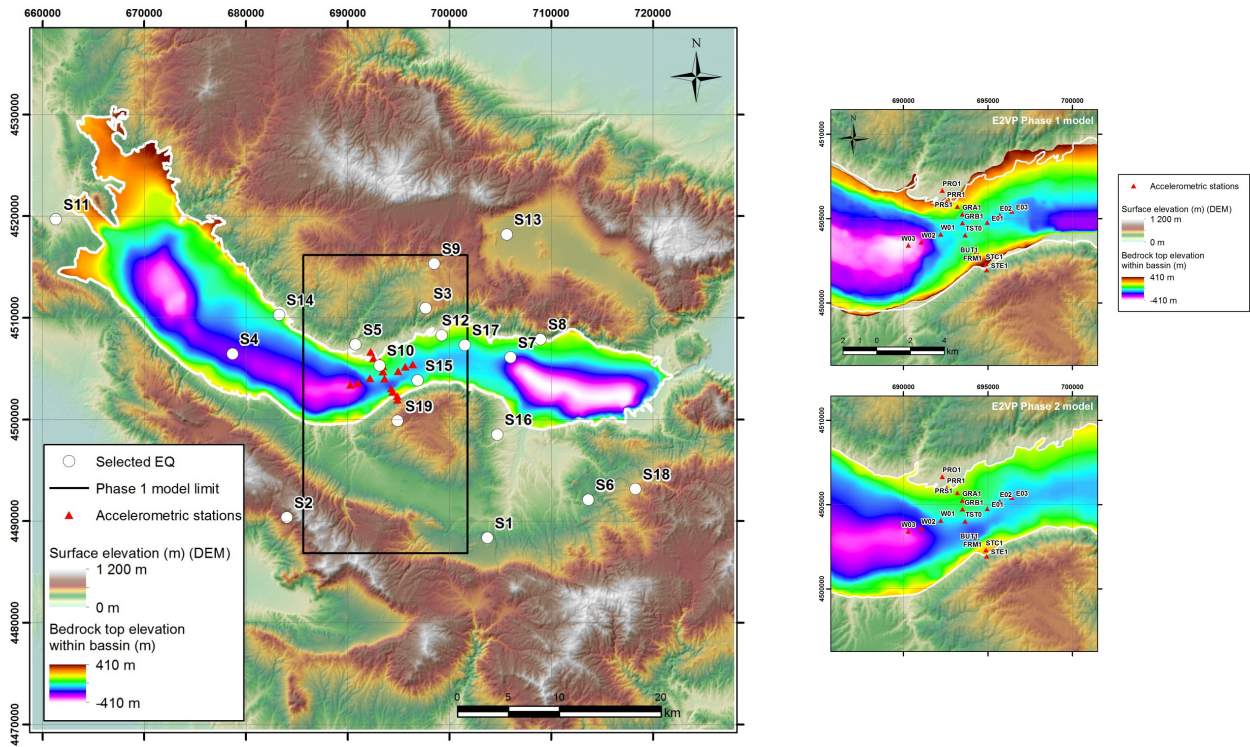 660000
670000
680000
690000
700000
710000
720000
4530000
4520000
4510000
4500000
4490000
4480000
4470000
N
S11
S13
S9
S14
S3
S12
S5
S17
S8
S7
S4
S10
S15
S19
S16
S18
S6
S2
S1
Selected EQ
Phase 1 model limit
Accelerometric stations
Surface elevation (m) (DEM)
1 200 m
0 m
Bedrock top elevation
within bassin (m)
410 m
-410 m
0 5 10 20
km
690000 695000 700000
4510000
4505000
4500000
E2VP Phase 1 model
N
PRO1
PRR1
PRS1
GRA1
GRB1
E02
E03
E01
W01
TST0
W02
W03
BUT1
FRM1
STC1
STE1
2 1 0 2 4
km
Accelerometric stations
Surface elevation (m) (DEM)
1 200 m
0 m
Bedrock top elevation
within bassin (m)
410 m
-410 m
690000 695000 700000
4510000
4505000
4500000
E2VP Phase 2 model
PRO1
PRR1
PRS1
GRA1
GRB1
E02
E03
E01
W01
TST0
W02
W03
BUT1
FRM1
STC1
STE1